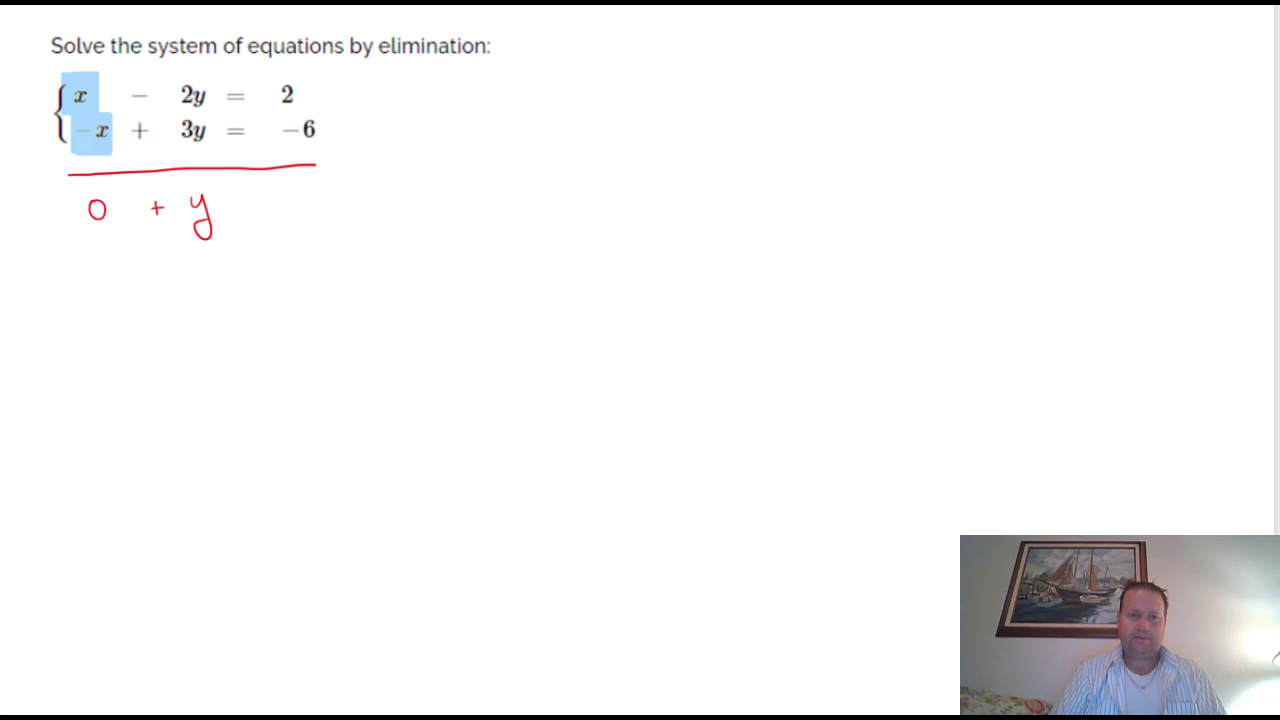 Solve the system of equations by elimination:
x − 2y = 2
−x + 3y = −6
0 + y